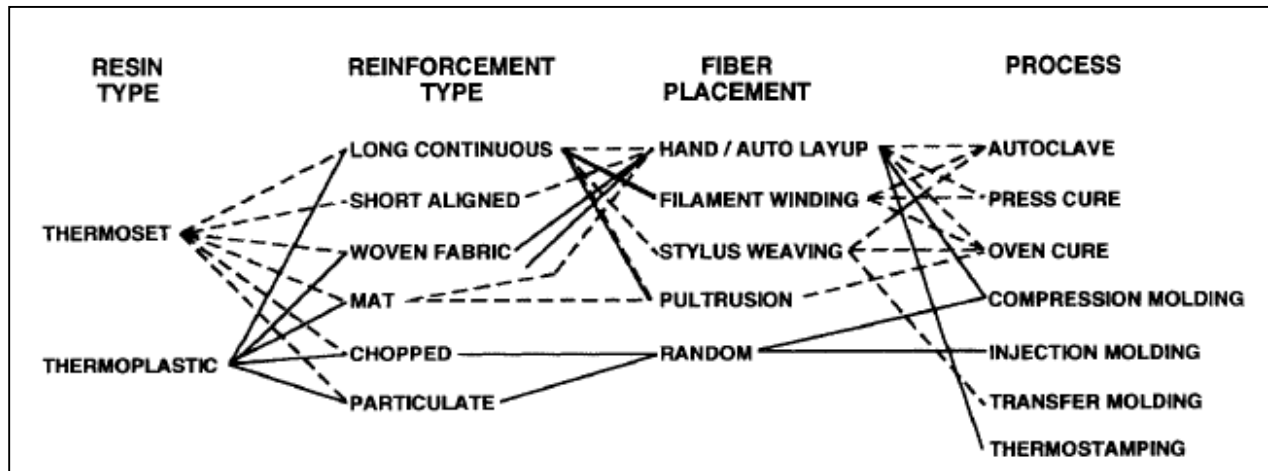 RESIN TYPE
REINFORCEMENT TYPE
FIBER PLACEMENT
PROCESS
THERMOSET
THERMOPLASTIC
LONG CONTINUOUS
SHORT ALIGNED
WOVEN FABRIC
MAT
CHOPPED
PARTICULATE
HAND / AUTO LAYUP
FILAMENT WINDING
STYLUS WEAVING
PULTRUSION
RANDOM
AUTOCLAVE
PRESS CURE
OVEN CURE
COMPRESSION MOLDING
INJECTION MOLDING
TRANSFER MOLDING
THERMOSTAMPING